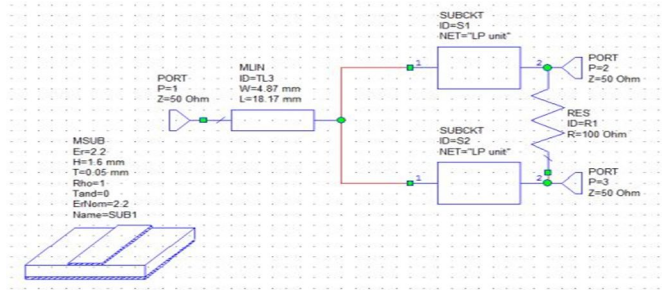 SUBCKT
ID=S1
NET="LP unit"
1
2
PORT
P=2
Z=50 Ohm
PORT
P=1
Z=50 Ohm
MLIN
ID=TL3
W=4.87 mm
L=18.17 mm
RES
ID=R1
R=100 Ohm
SUBCKT
ID=S2
NET="LP unit"
1
2
PORT
P=3
Z=50 Ohm
MSUB
Er=2.2
H=1.6 mm
T=0.05 mm
Rho=1
Tand=0
ErNom=2.2
Name=SUB1